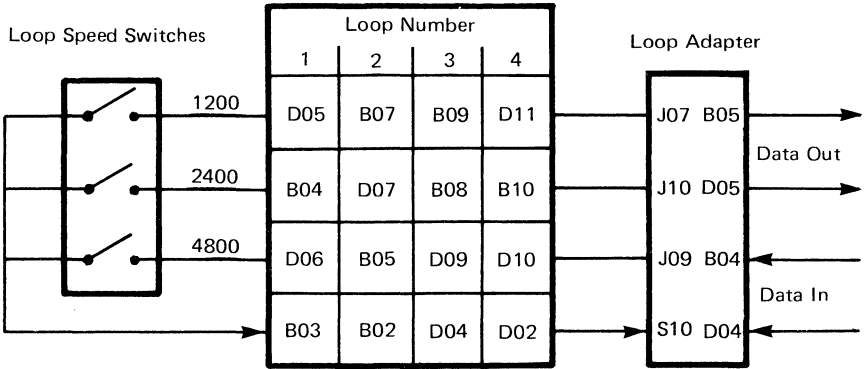 Loop Speed Switches
Loop Number
1 2 3 4
Loop Adapter
1200 D05 B07 B09 D11 J07 B05
Data Out
2400 B04 D07 B08 B10 J10 D05
4800 D06 B05 D09 D10 J09 B04
Data In
B03 B02 D04 D02 S10 D04